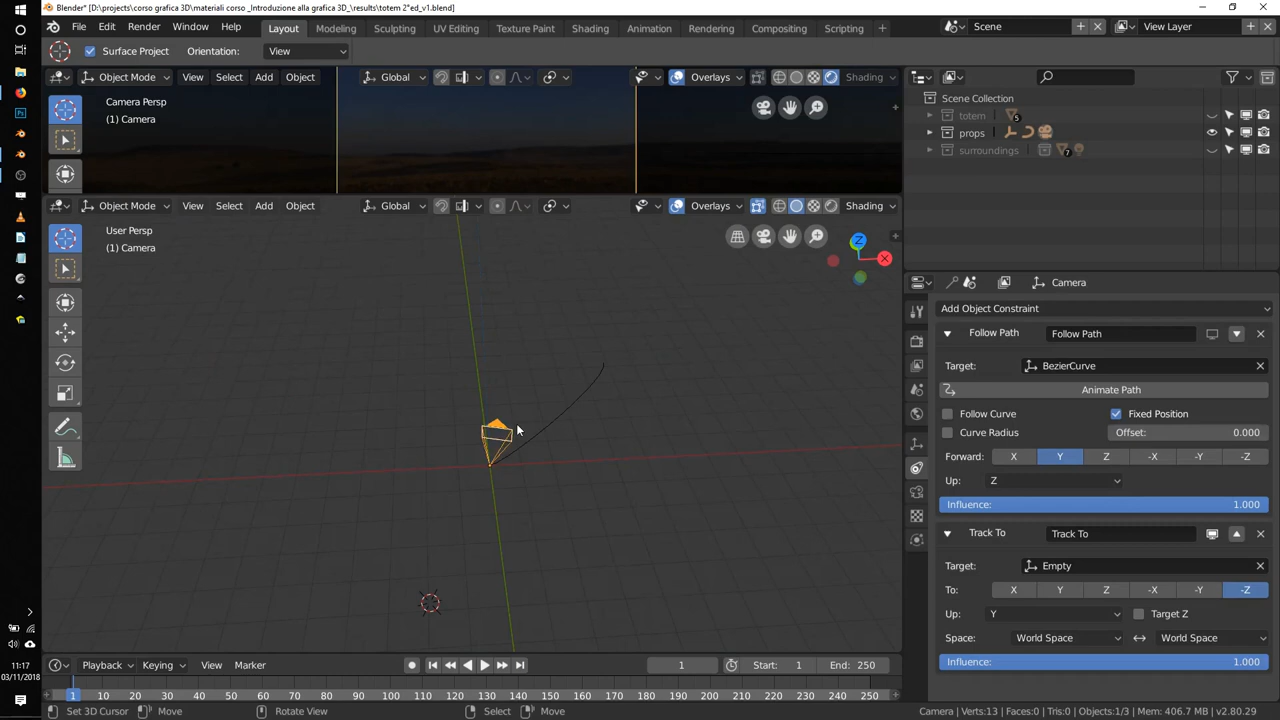 Blender* [D:\projects\corso grafica 3D\materiali corso _Introduzione alla grafica 3D_\results\totem 2°ed_v1.blend]
File Edit Render Window Help Layout Modeling Sculpting UV Editing Texture Paint Shading Animation Rendering Compositing Scripting Scene View Layer
Surface Project Orientation: View
Object Mode View Select Add Object Global Overlays Shading
Camera Persp
(1) Camera
Object Mode View Select Add Object Global Overlays Shading
User Persp
(1) Camera
Z
X
Scene Collection
totem 5
props
surroundings 7
Camera
Add Object Constraint
Follow Path Follow Path
Target: BezierCurve
Animate Path
Follow Curve Fixed Position
Curve Radius Offset: 0.000
Forward: X Y Z -X -Y -Z
Up: Z
Influence: 1.000
Track To Track To
Target: Empty
To: X Y Z -X -Y -Z
Up: Y Target Z
Space: World Space World Space
Influence: 1.000
Playback Keying View Marker 1 Start: 1 End: 250
1 10 20 30 40 50 60 70 80 90 100 110 120 130 140 150 160 170 180 190 200 210 220 230 240 250
Set 3D Cursor Move Rotate View Select Move Camera | Verts:13 | Faces:0 | Tris:0 | Objects:1/3 | Mem: 406.7 MB | v2.80.29
11:17
03/11/2018